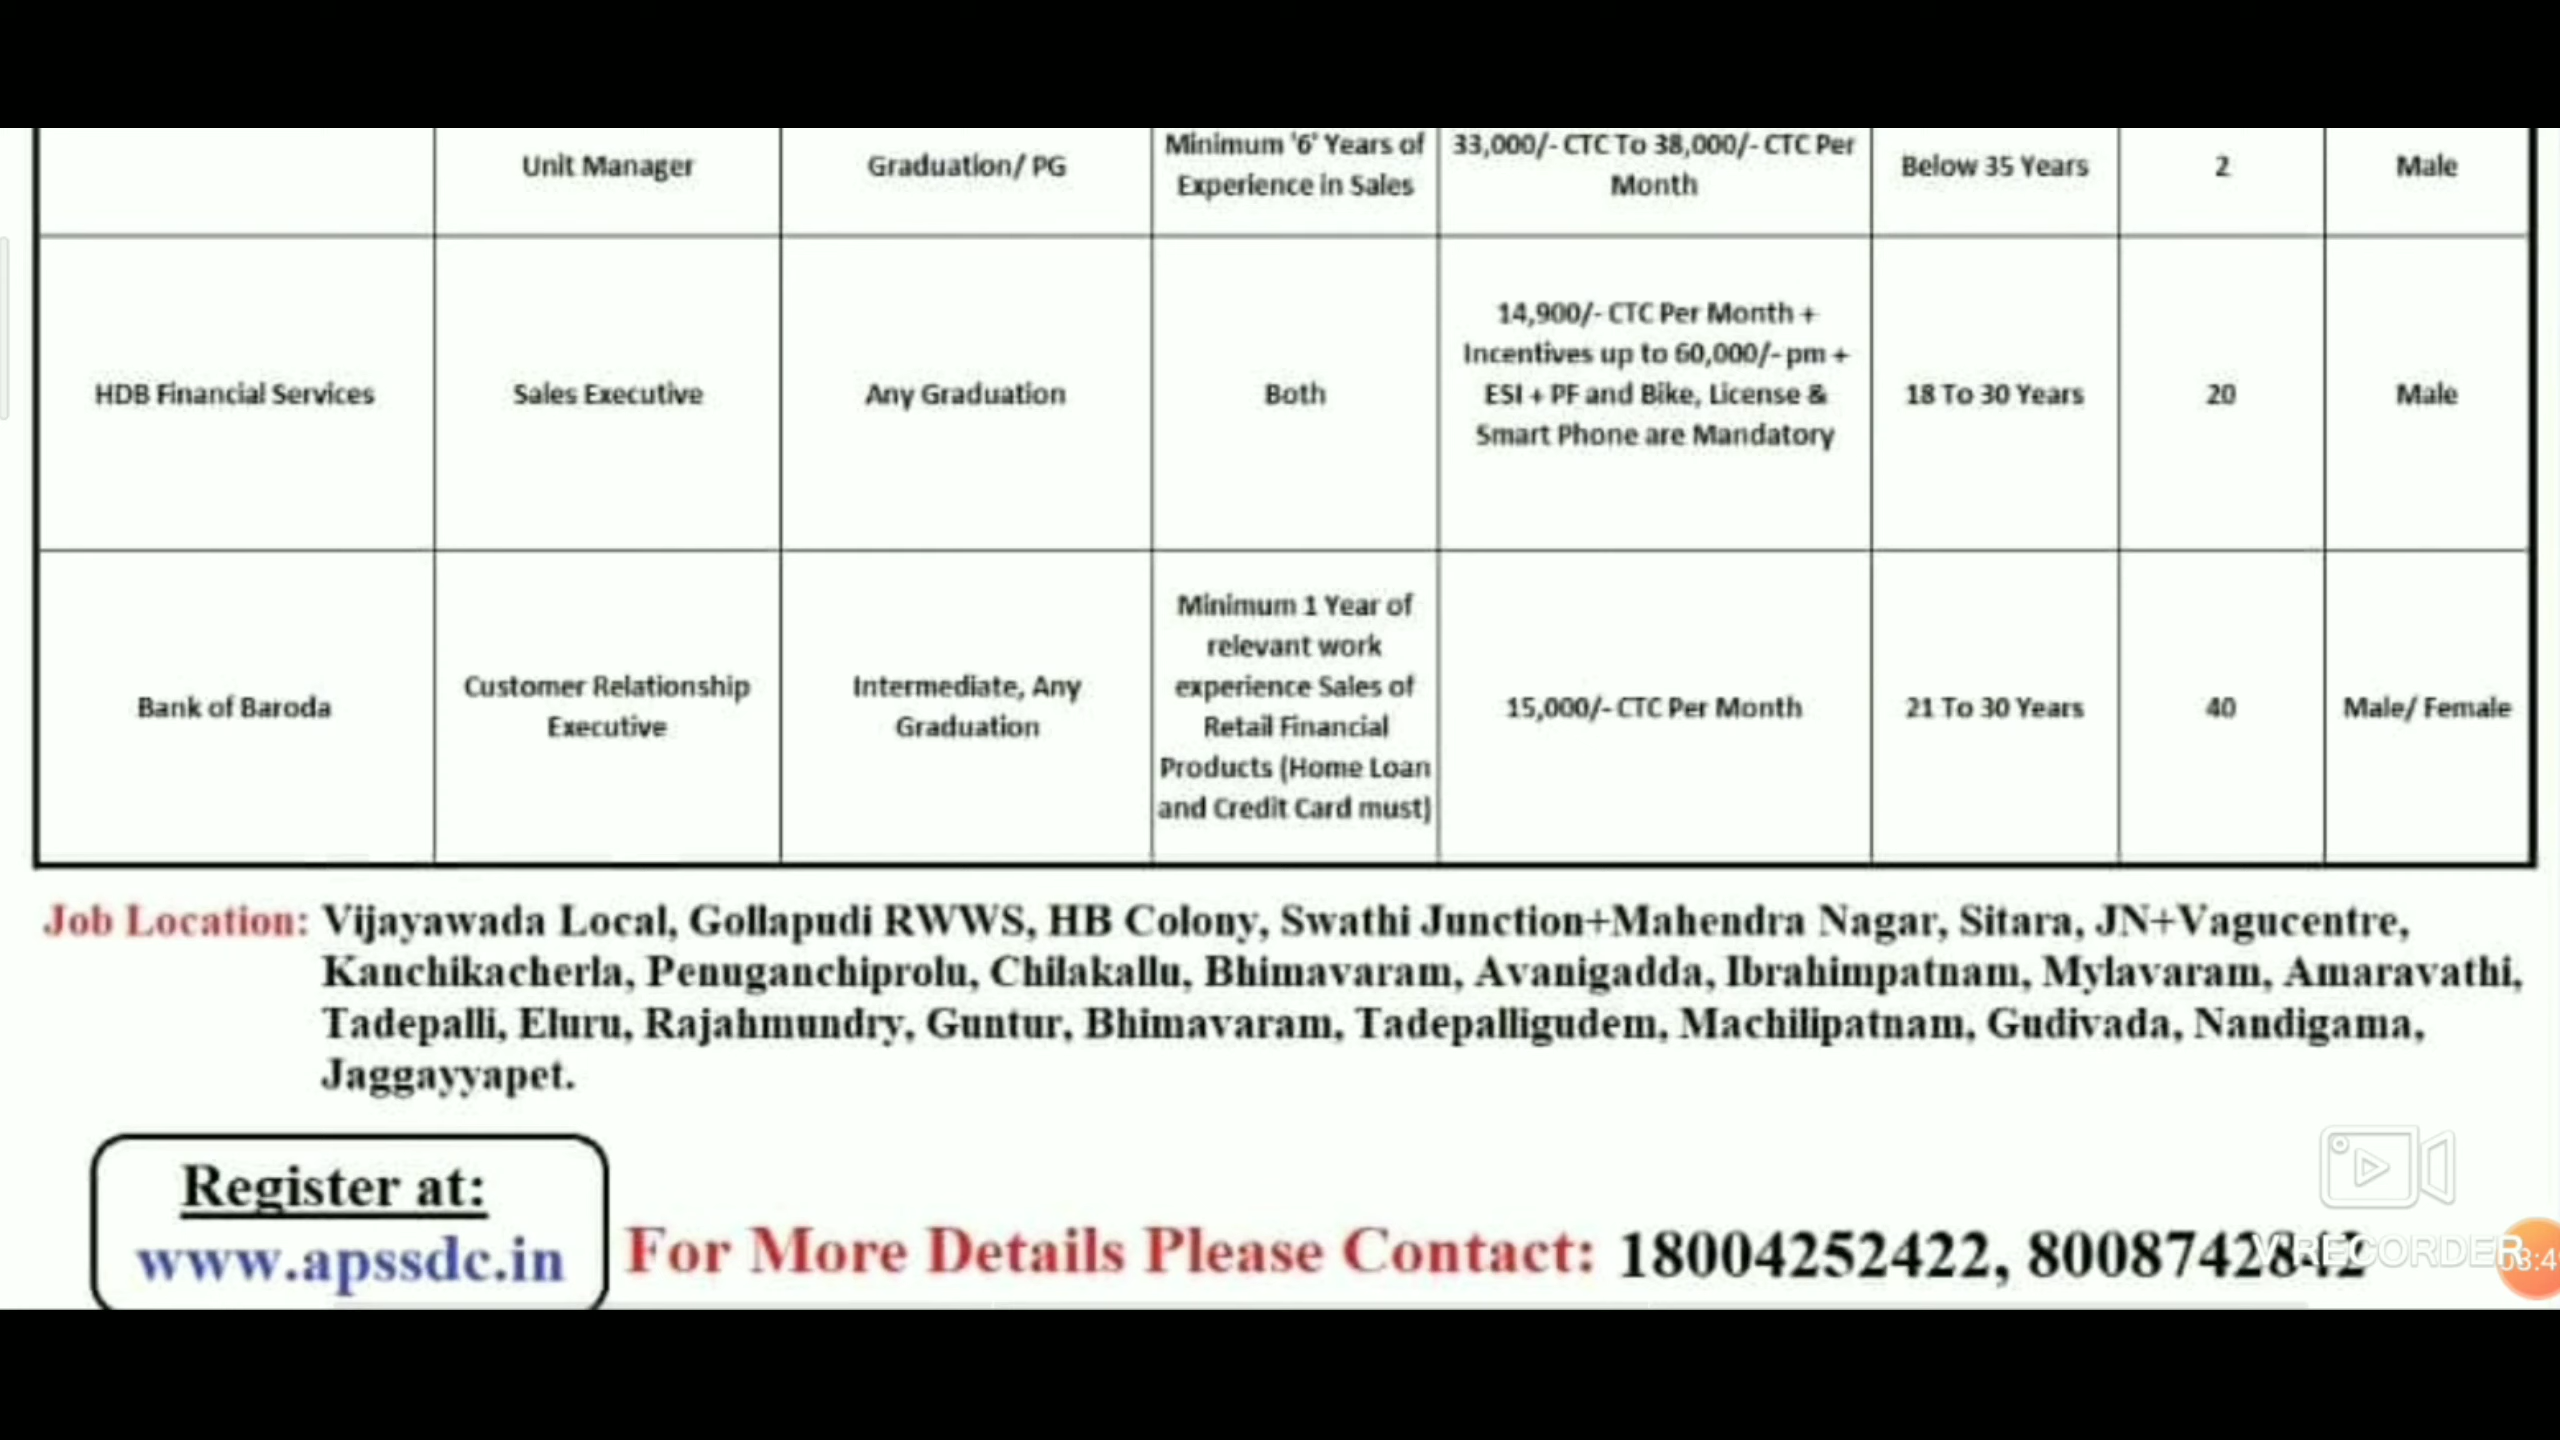 Unit Manager
Graduation/ PG
Minimum '6' Years of
Experience in Sales
33,000/- CTC To 38,000/- CTC Per
Month
Below 35 Years
2
Male
HDB Financial Services
Sales Executive
Any Graduation
Both
14,900/- CTC Per Month +
Incentives up to 60,000/- pm +
ESI + PF and Bike, License &
Smart Phone are Mandatory
18 To 30 Years
20
Male
Bank of Baroda
Customer Relationship
Executive
Intermediate, Any
Graduation
Minimum 1 Year of
relevant work
experience Sales of
Retail Financial
Products (Home Loan
and Credit Card must)
15,000/- CTC Per Month
21 To 30 Years
40
Male/ Female
Job Location: Vijayawada Local, Gollapudi RWWS, HB Colony, Swathi Junction+Mahendra Nagar, Sitara, JN+Vagucentre,
Kanchikacherla, Penuganchiprolu, Chilakallu, Bhimavaram, Avanigadda, Ibrahimpatnam, Mylavaram, Amaravathi,
Tadepalli, Eluru, Rajahmundry, Guntur, Bhimavaram, Tadepalligudem, Machilipatnam, Gudivada, Nandigama,
Jaggayyapet.
Register at:
www.apssdc.in
For More Details Please Contact: 18004252422, 8008742842
RECORDER